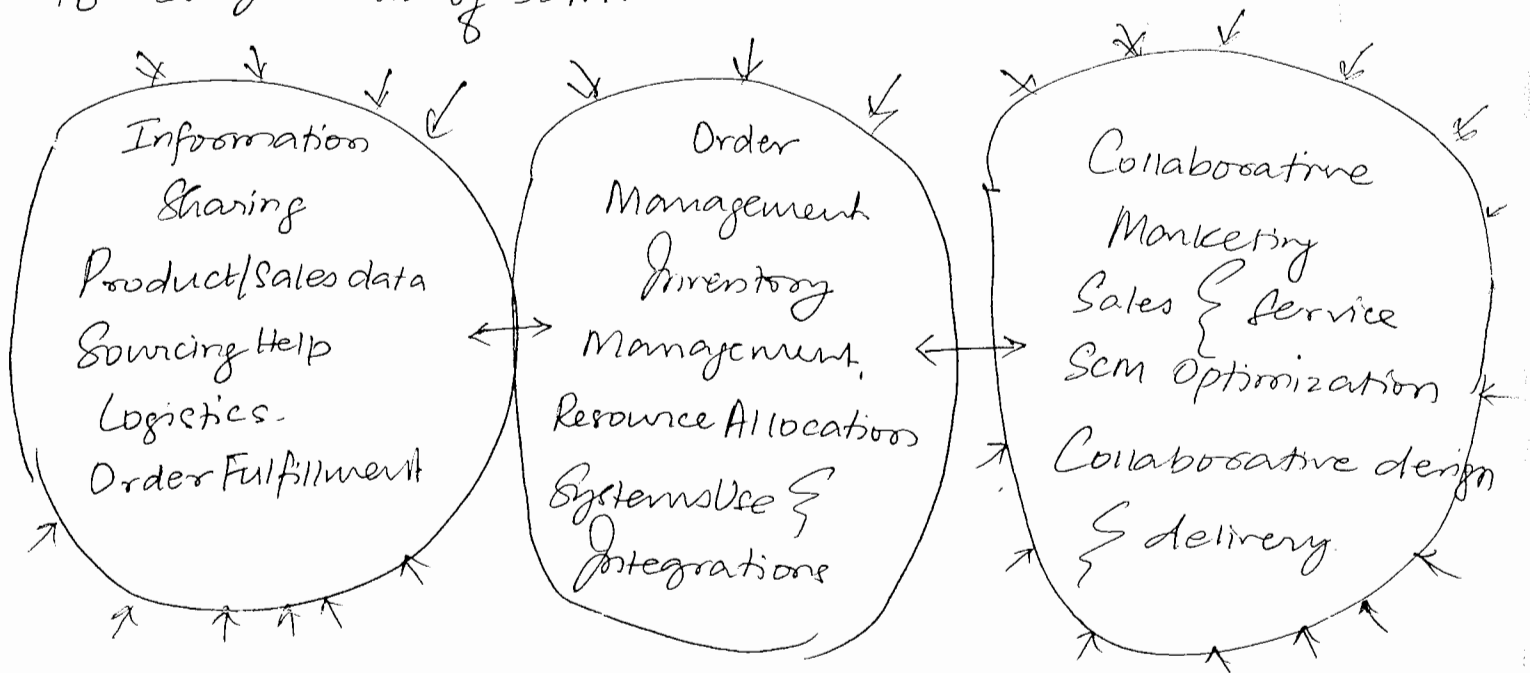 of
Information
Sharing
Product/Sales data
Sourcing Help
Logistics.
Order Fulfillment
Order
Management
Inventory
Management.
Resource Allocation
Systems Use &
Integrations
Collaborative
Marketing
Sales & Service
Scm Optimization
Collaborative design
& delivery.